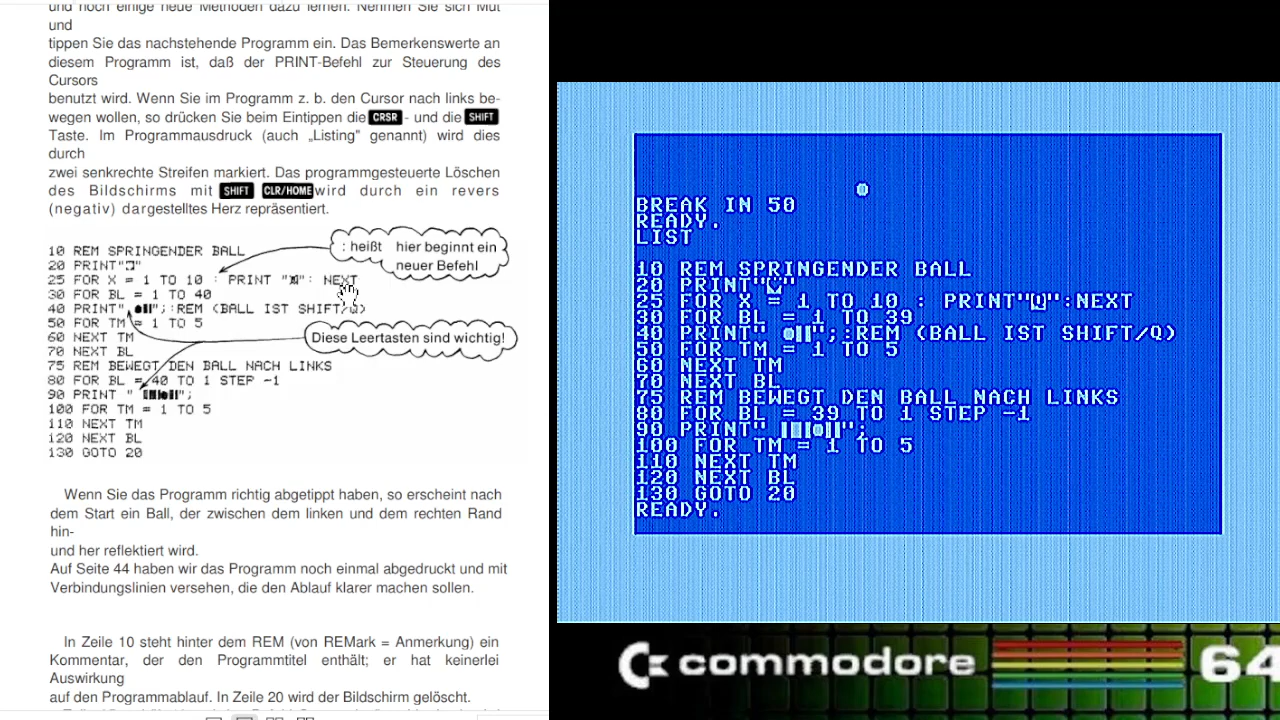 und noch einige neue Methoden dazu lernen. Nehmen Sie sich Mut
und
tippen Sie das nachstehende Programm ein. Das Bemerkenswerte an
diesem Programm ist, daß der PRINT-Befehl zur Steuerung des
Cursors
benutzt wird. Wenn Sie im Programm z. b. den Cursor nach links be-
wegen wollen, so drücken Sie beim Eintippen die CRSR - und die SHIFT
Taste. Im Programmausdruck (auch „Listing" genannt) wird dies
durch
zwei senkrechte Streifen markiert. Das programmgesteuerte Löschen
des Bildschirms mit SHIFT CLR/HOME wird durch ein revers
(negativ) dargestelltes Herz repräsentiert.
: heißt hier beginnt ein
neuer Befehl
10 REM SPRINGENDER BALL
20 PRINT"♥"
25 FOR X = 1 TO 10 : PRINT "": NEXT
30 FOR BL = 1 TO 40
40 PRINT" ●||";:REM (BALL IST SHIFT/Q)
50 FOR TM = 1 TO 5
60 NEXT TM
70 NEXT BL
75 REM BEWEGT DEN BALL NACH LINKS
80 FOR BL = 40 TO 1 STEP -1
90 PRINT " ||||●||";
100 FOR TM = 1 TO 5
110 NEXT TM
120 NEXT BL
130 GOTO 20
Diese Leertasten sind wichtig!
Wenn Sie das Programm richtig abgetippt haben, so erscheint nach
dem Start ein Ball, der zwischen dem linken und dem rechten Rand
hin-
und her reflektiert wird.
Auf Seite 44 haben wir das Programm noch einmal abgedruckt und mit
Verbindungslinien versehen, die den Ablauf klarer machen sollen.
In Zeile 10 steht hinter dem REM (von REMark = Anmerkung) ein
Kommentar, der den Programmtitel enthält; er hat keinerlei
Auswirkung
auf den Programmablauf. In Zeile 20 wird der Bildschirm gelöscht.
BREAK IN 50
READY.
LIST
10 REM SPRINGENDER BALL
20 PRINT"♥"
25 FOR X = 1 TO 10 : PRINT"Q":NEXT
30 FOR BL = 1 TO 39
40 PRINT" ●||";:REM (BALL IST SHIFT/Q)
50 FOR TM = 1 TO 5
60 NEXT TM
70 NEXT BL
75 REM BEWEGT DEN BALL NACH LINKS
80 FOR BL = 39 TO 1 STEP -1
90 PRINT" ||||●||";
100 FOR TM = 1 TO 5
110 NEXT TM
120 NEXT BL
130 GOTO 20
READY.
commodore 64